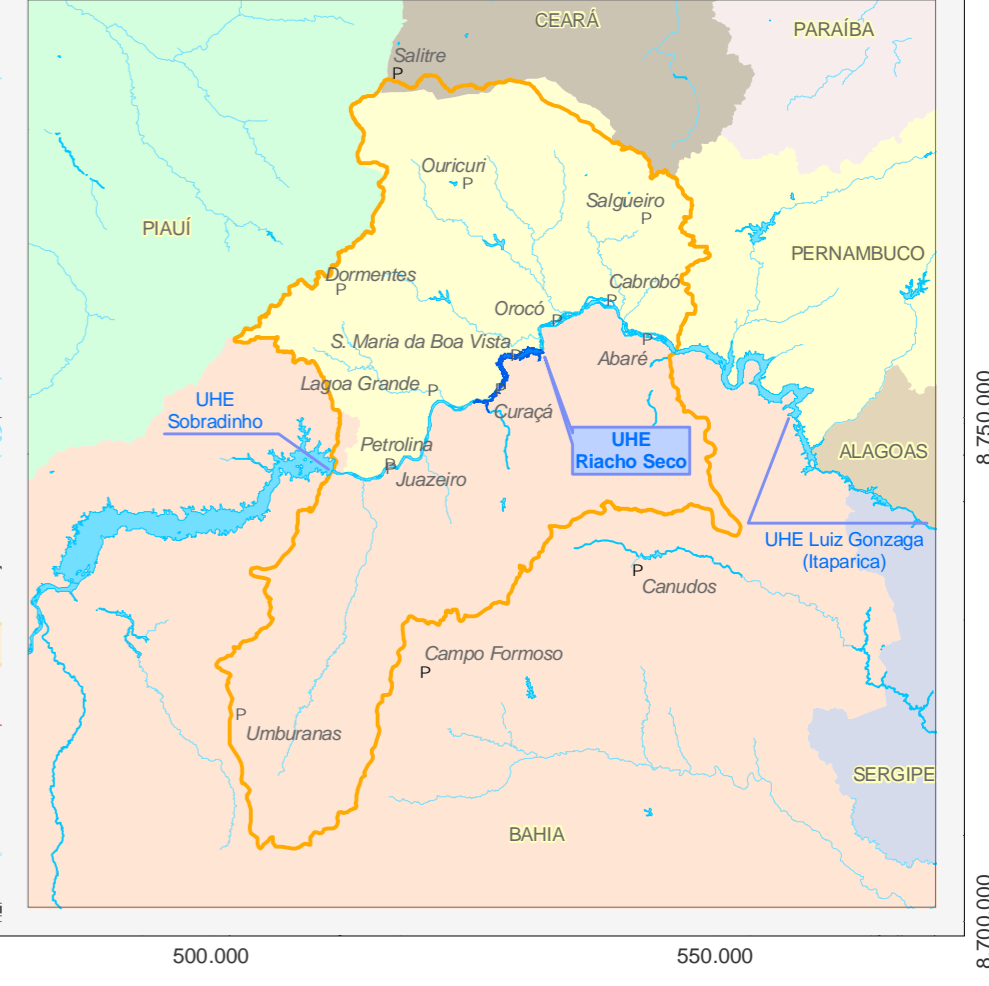 CEARÁ
PARAÍBA
Salitre
P
Ouricuri
P
Salgueiro
P
PIAUÍ
PERNAMBUCO
Dormentes
P
Cabrobó
P
Orocó
P
S. Maria da Boa Vista
P
Abaré
P
Lagoa Grande
P
P
Curaçá
UHE
Sobradinho
UHE
Riacho Seco
ALAGOAS
Petrolina
P
Juazeiro
UHE Luiz Gonzaga
(Itaparica)
P
Canudos
Campo Formoso
P
P
Umburanas
SERGIPE
BAHIA
8.750.000
8.700.000
500.000
550.000